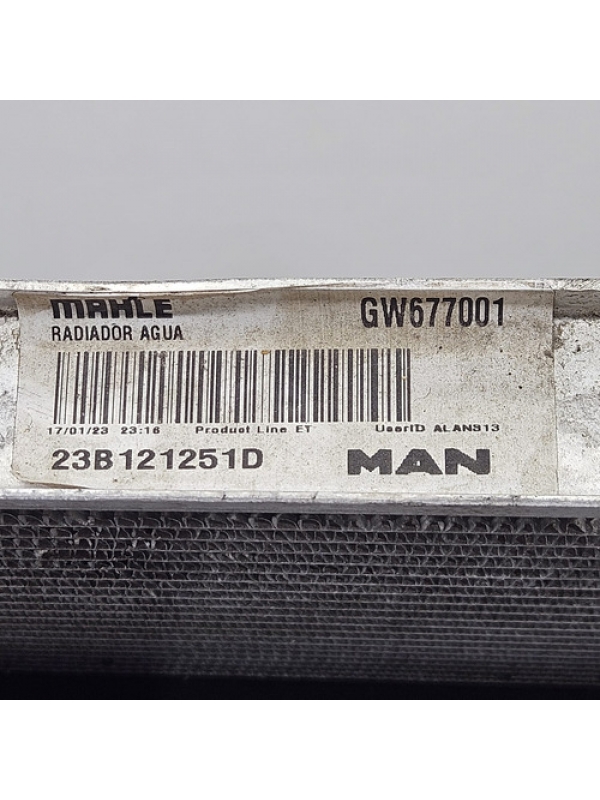 MAHLE GW677001
RADIADOR AGUA
17/01/23 23:16 Product Line ET UserID ALANS13
23B121251D MAN